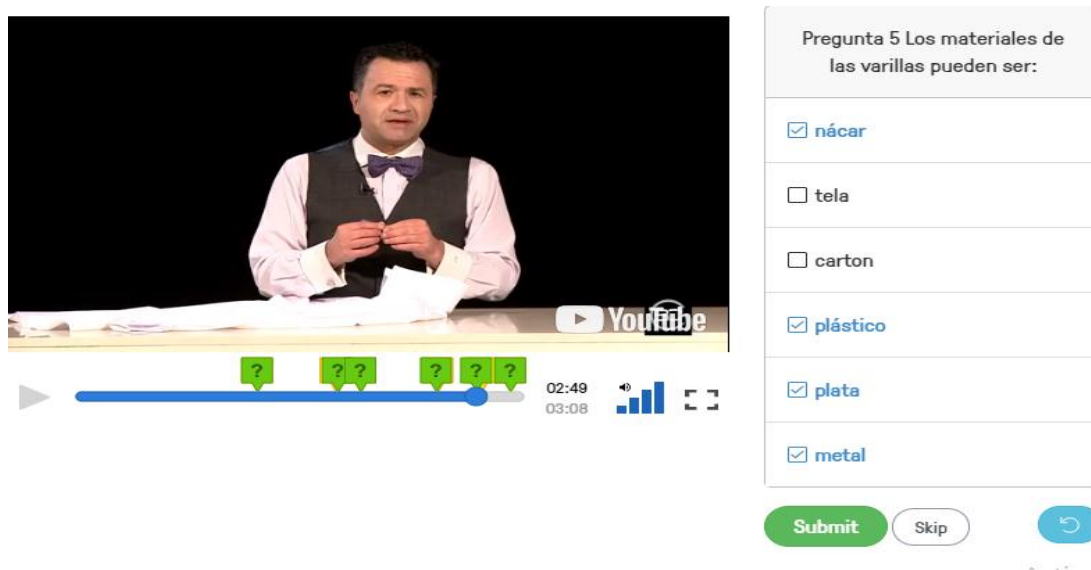 Pregunta 5 Los materiales de
las varillas pueden ser:
nácar
tela
carton
plástico
plata
metal
Submit
Skip
YouTube
? ? ? ? ? ?
02:49
03:08